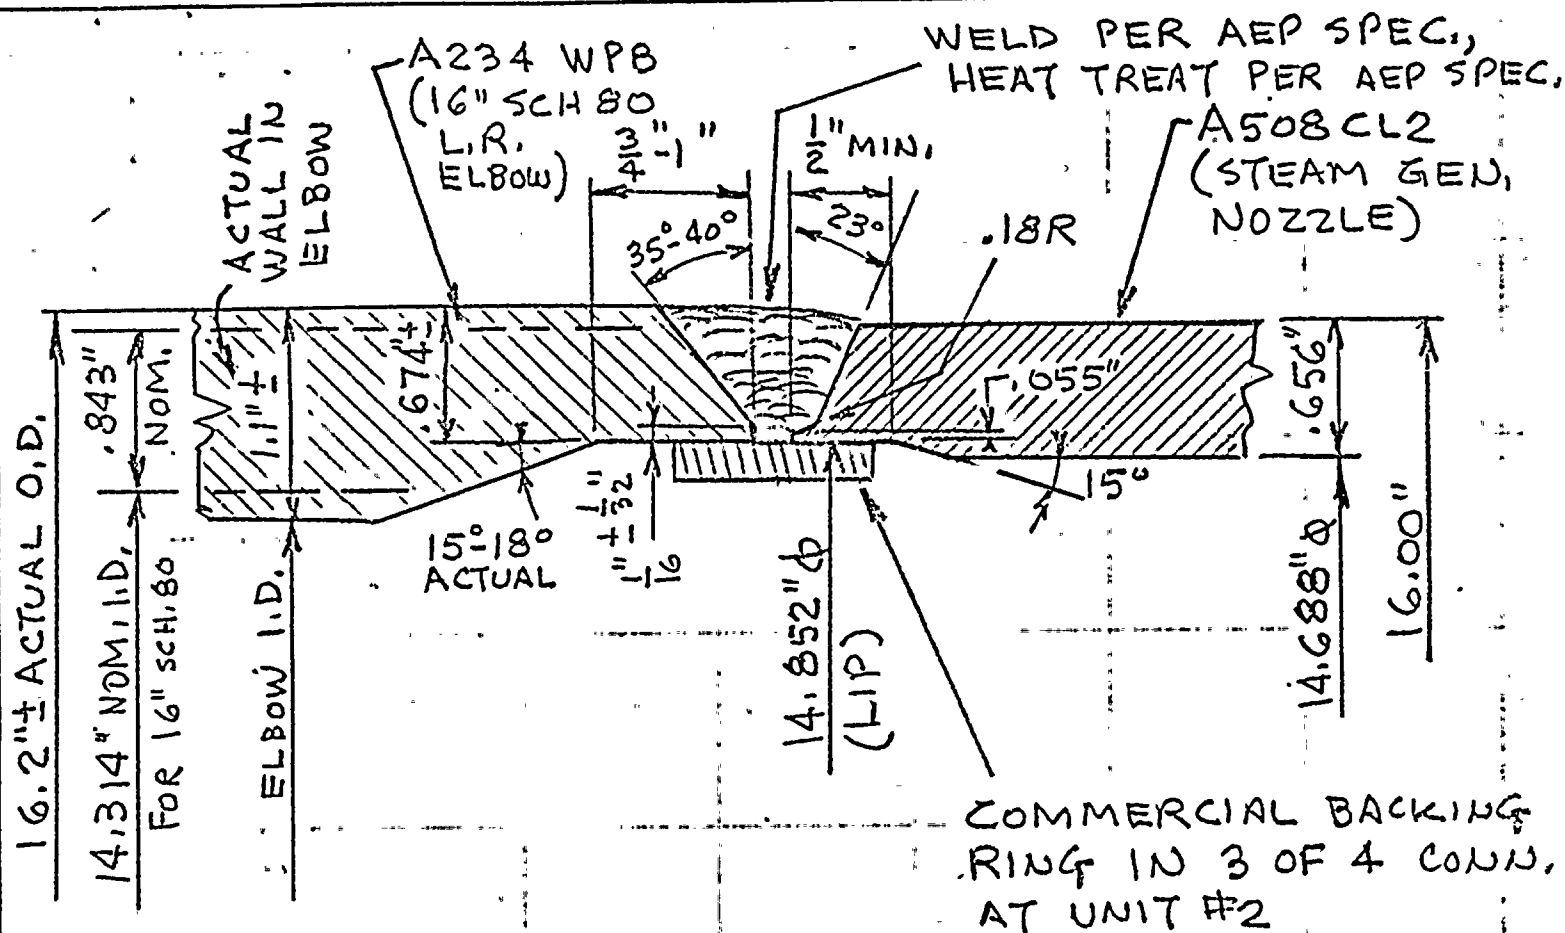 A234 WPB
(16" SCH 80
L.R.
ELBOW)
WELD PER AEP SPEC.,
HEAT TREAT PER AEP SPEC.
A508 CL2
(STEAM GEN.
NOZZLE)
ACTUAL
WALL IN
ELBOW
3/4"-1"
1/2" MIN.
35°-40°
23°
.18R
16.2"± ACTUAL O.D.
.843"
NOM.
1.1"±
.674"±
.055"
.656"
15°
15°-18°
ACTUAL
1/16" ± 1/32"
14.314" NOM. I.D.
FOR 16" SCH. 80
ELBOW I.D.
14.852" ϕ
(LIP)
14.688" ϕ
16.00"
COMMERCIAL BACKING
RING IN 3 OF 4 CONN.
AT UNIT #2